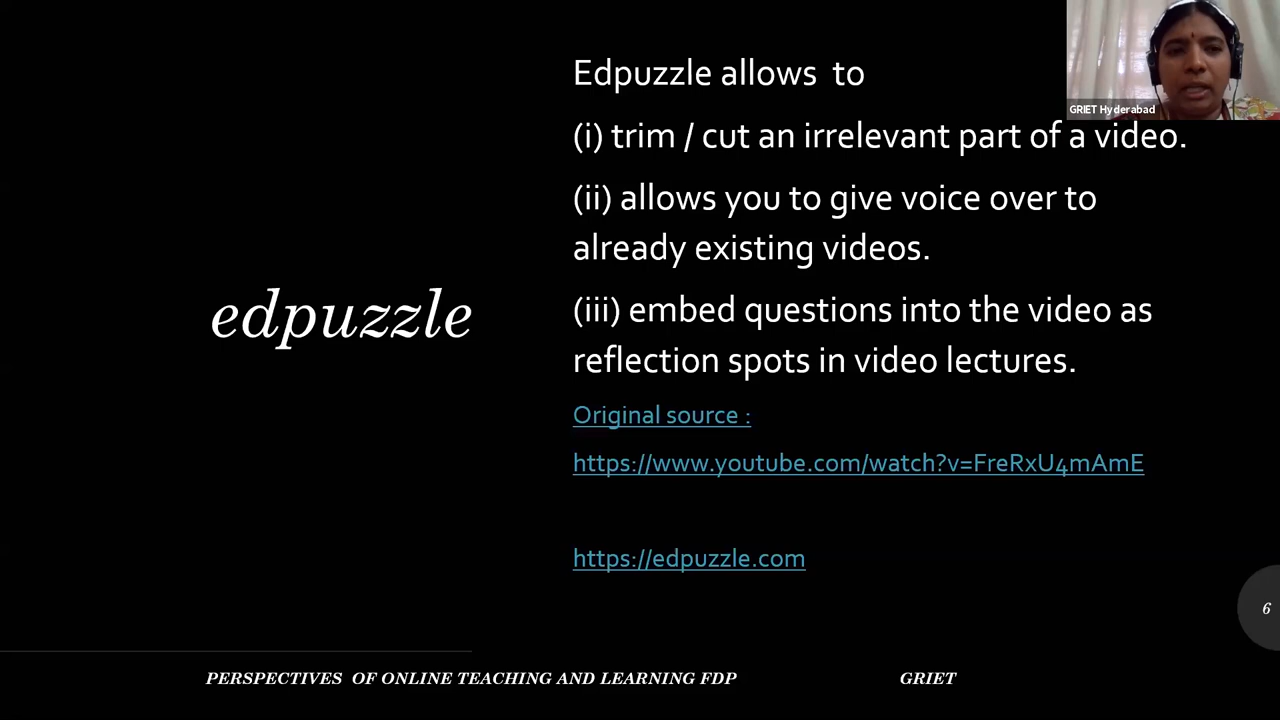 Edpuzzle allows to
GRIET Hyderabad
(i) trim / cut an irrelevant part of a video.
(ii) allows you to give voice over to
already existing videos.
edpuzzle
(iii) embed questions into the video as
reflection spots in video lectures.
Original source :
https://www.youtube.com/watch?v=FreRxU4mAmE
https://edpuzzle.com
6
PERSPECTIVES OF ONLINE TEACHING AND LEARNING FDP GRIET